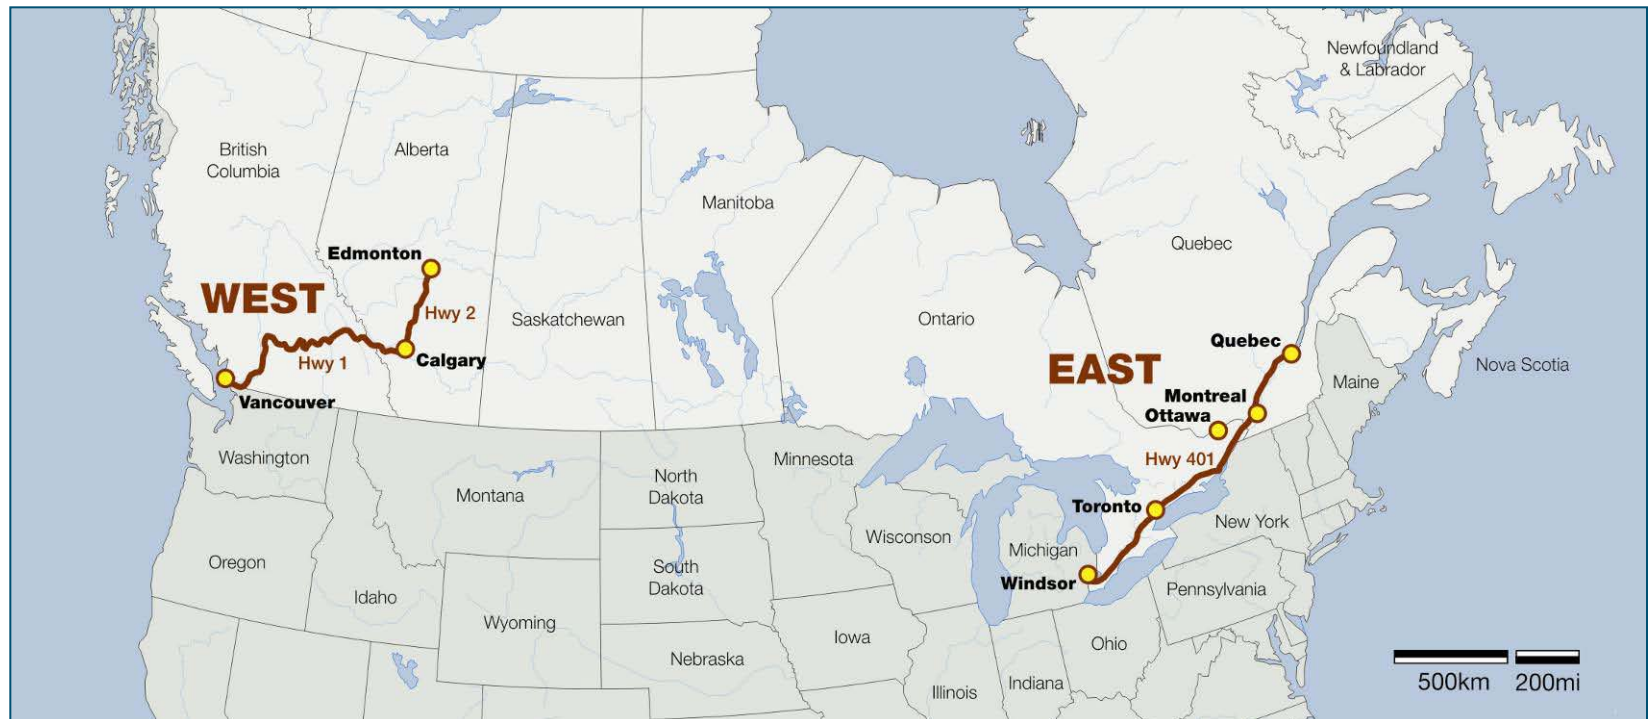 Newfoundland
& Labrador
British
Columbia
Alberta
Manitoba
Quebec
Edmonton
WEST
Hwy 2
Saskatchewan
Ontario
Hwy 1
Calgary
Quebec
EAST
Nova Scotia
Vancouver
Montreal
Maine
Ottawa
Washington
Minnesota
Hwy 401
North
Dakota
Montana
Toronto
New York
Wisconsin
Michigan
Oregon
South
Dakota
Windsor
Pennsylvania
Idaho
Wyoming
Iowa
Ohio
Nebraska
Illinois
Indiana
500km
200mi